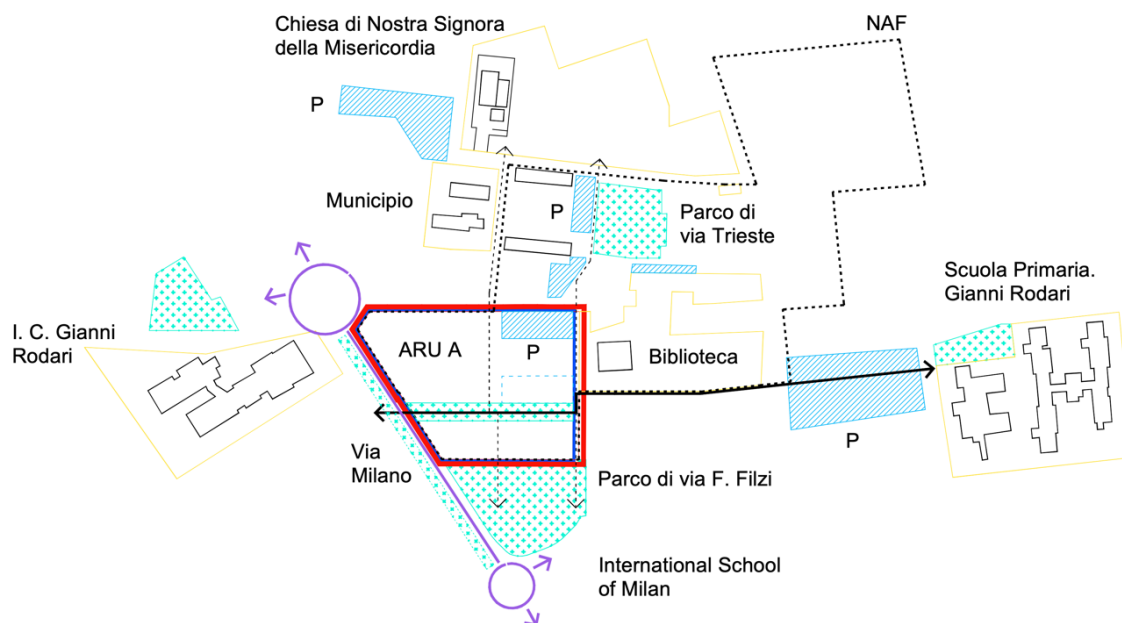 Chiesa di Nostra Signora
della Misericordia
NAF
P
Municipio
P
Parco di
via Trieste
Scuola Primaria.
Gianni Rodari
I. C. Gianni
Rodari
ARU A
P
Biblioteca
P
Via
Milano
Parco di via F. Filzi
International School
of Milan